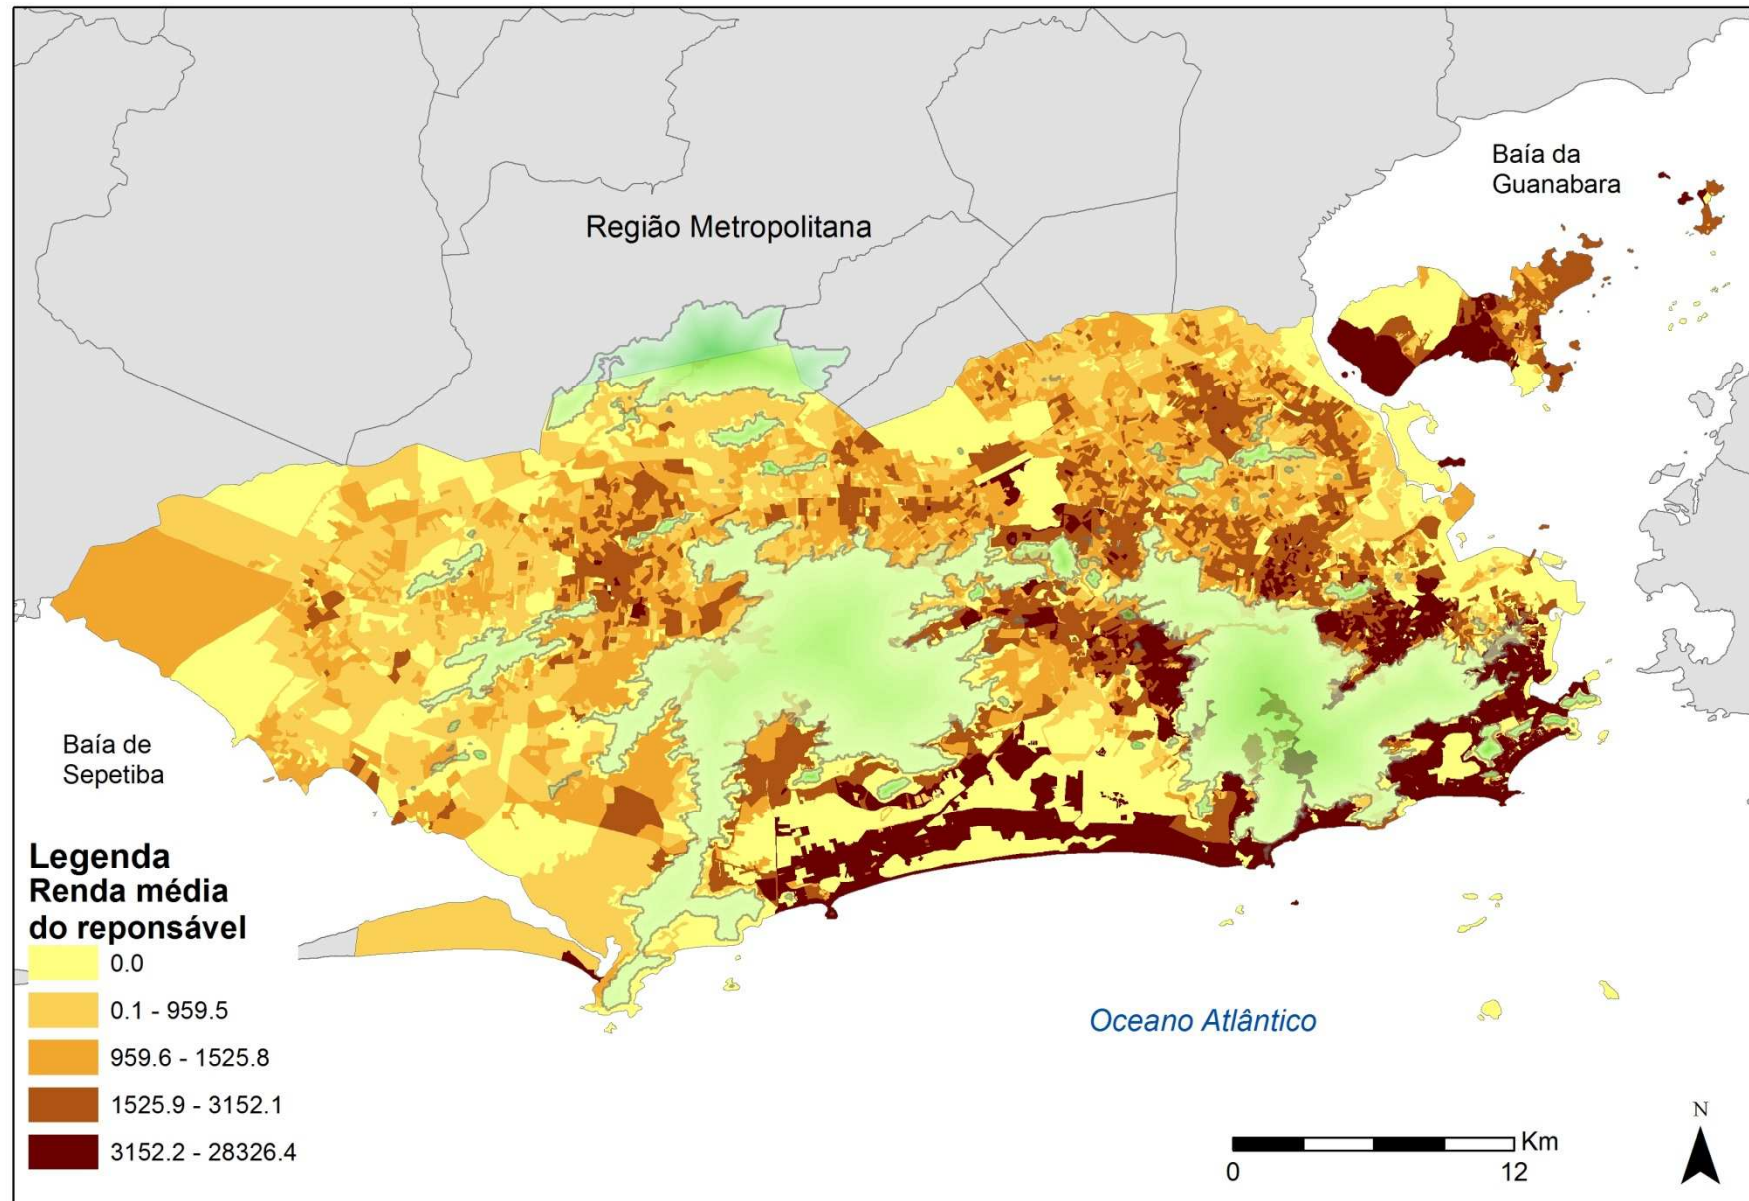 Baía da
Guanabara
Região Metropolitana
Baía de
Sepetiba
Legenda
Renda média
do reponsável
0.0
0.1 - 959.5
959.6 - 1525.8
1525.9 - 3152.1
3152.2 - 28326.4
Oceano Atlântico
N
Km
0 12